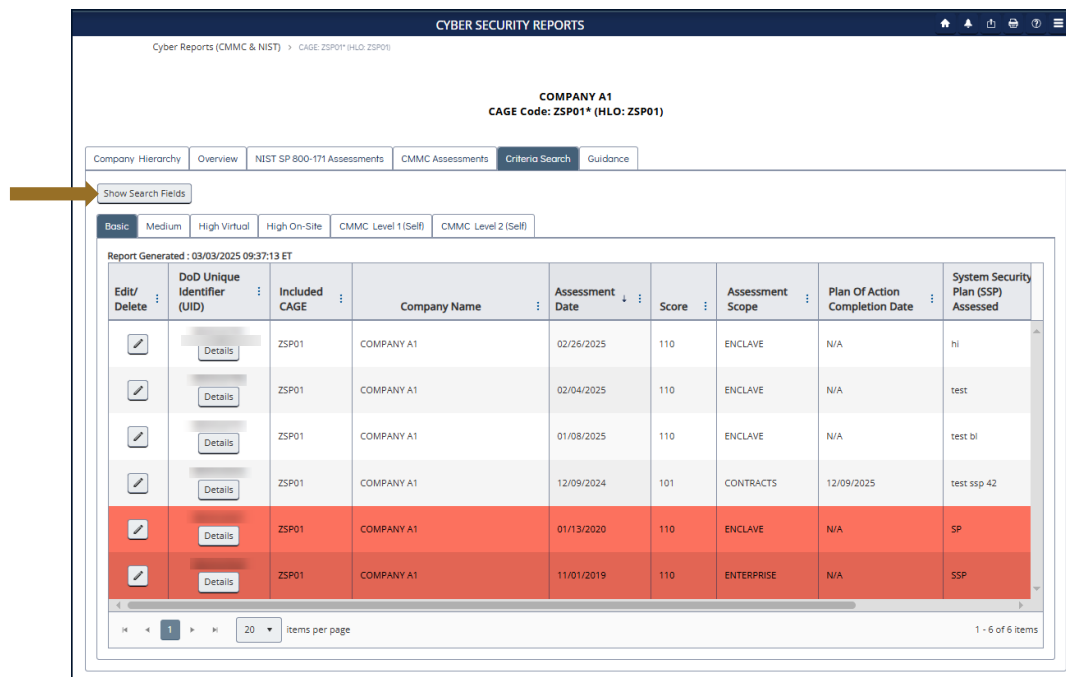 CYBER SECURITY REPORTS
Cyber Reports (CMMC & NIST) > CAGE: ZSP01* (HLO: ZSP01)
COMPANY A1
CAGE Code: ZSP01* (HLO: ZSP01)
Company Hierarchy Overview NIST SP 800-171 Assessments CMMC Assessments Criteria Search Guidance
Show Search Fields
Basic Medium High Virtual High On-Site CMMC Level 1 (Self) CMMC Level 2 (Self)
Report Generated : 03/03/2025 09:37:13 ET
Edit/ Delete DoD Unique Identifier (UID) Included CAGE Company Name Assessment Date ↓ Score Assessment Scope Plan Of Action Completion Date System Security Plan (SSP) Assessed
Details ZSP01 COMPANY A1 02/26/2025 110 ENCLAVE N/A hi
Details ZSP01 COMPANY A1 02/04/2025 110 ENCLAVE N/A test
Details ZSP01 COMPANY A1 01/08/2025 110 ENCLAVE N/A test bl
Details ZSP01 COMPANY A1 12/09/2024 101 CONTRACTS 12/09/2025 test ssp 42
Details ZSP01 COMPANY A1 01/13/2020 110 ENCLAVE N/A SP
Details ZSP01 COMPANY A1 11/01/2019 110 ENTERPRISE N/A SSP
1 20 items per page 1 - 6 of 6 items